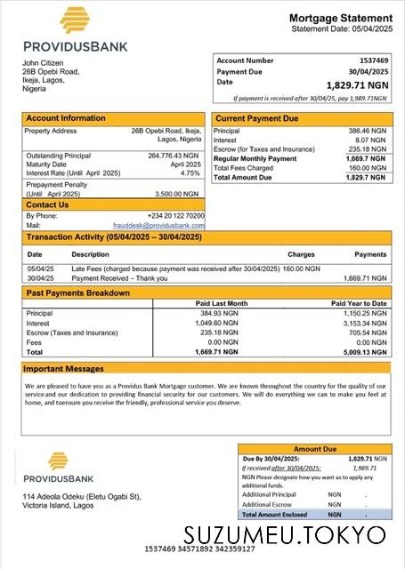 PROVIDUSBANK
Mortgage Statement
Statement Date: 05/04/2025
John Citizen
26B Opebi Road,
Ikeja,
Lagos,
Nigeria
Account Number 1537469
Payment Due 30/04/2025
Date 1,829.71 NGN
If payment is received after 30/04/25, pay 1,989.71NGN
Account Information
Property Address 26B Opebi Road, Ikeja,
Lagos, Nigeria
Outstanding Principal 264,776.43 NGN
Maturity Date April 2025
Interest Rate (Until April 2025) 4.75%
Prepayment Penalty
(Until April 2025) 3,500.00 NGN
Contact Us
By Phone: +234 20 122 70200
Mail: frauddesk@providusbank.com
Current Payment Due
Principal 386.46 NGN
Interest 8.07 NGN
Escrow (for Taxes and Insurance) 235.18 NGN
Regular Monthly Payment 1,669.7 NGN
Total Fees Charged 160.00 NGN
Total Amount Due 1,829.7 NGN
Transaction Activity (05/04/2025 – 30/04/2025)
Date Description Charges Payments
05/04/25 Late Fees (charged because payment was received after 30/04/2025) 160.00 NGN
30/04/25 Payment Received – Thank you 1,669.71 NGN
Past Payments Breakdown
Paid Last Month Paid Year to Date
Principal 384.93 NGN 1,150.25 NGN
Interest 1,049.60 NGN 3,153.34 NGN
Escrow (Taxes and Insurance) 235.18 NGN 705.54 NGN
Fees 0.00 NGN 0.00 NGN
Total 1,669.71 NGN 5,009.13 NGN
Important Messages
We are pleased to have you as a Providus Bank Mortgage customer. We are known throughout the country for the quality of our
service and our dedication to providing financial security for our customers. We will do everything we can to make you feel at
home, and toensure you receive the friendly, professional service you deserve.
PROVIDUSBANK
114 Adeola Odeku (Eletu Ogabi St),
Victoria Island, Lagos
Amount Due
Due By 30/04/2025: 1,829.71 NGN
If received after 30/04/2025: 1,989.71
NGN Please designate how you want us to apply any
additional funds.
Additional Principal NGN .
Additional Escrow NGN .
Total Amount Enclosed NGN .
SUZUMEU.TOKYO
1537469 34571892 342359127